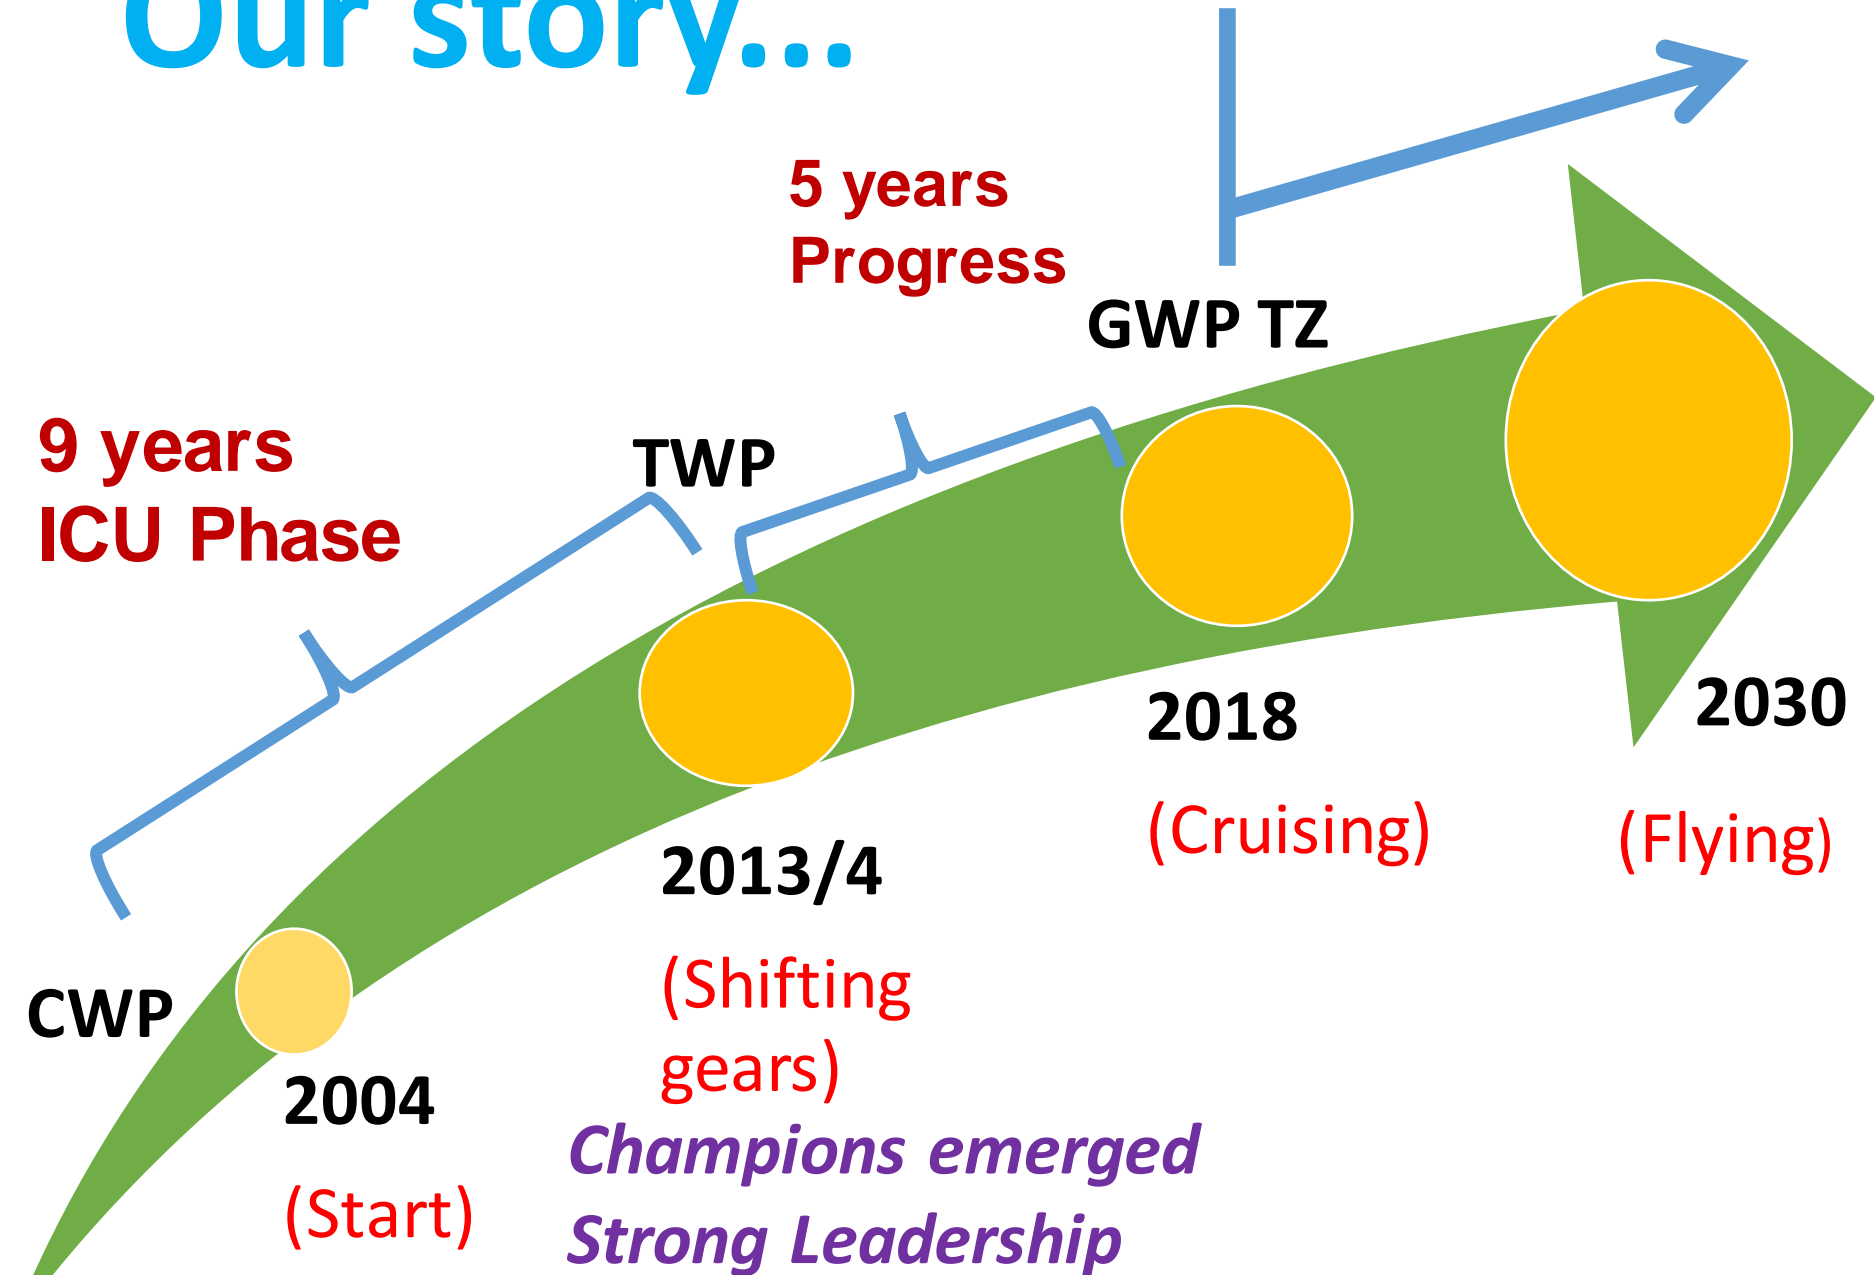 Our story...
5 years
Progress
GWP TZ
9 years
ICU Phase
TWP
CWP
2004
(Start)
2013/4
(Shifting
gears)
Champions emerged
Strong Leadership
2018
(Cruising)
2030
(Flying)